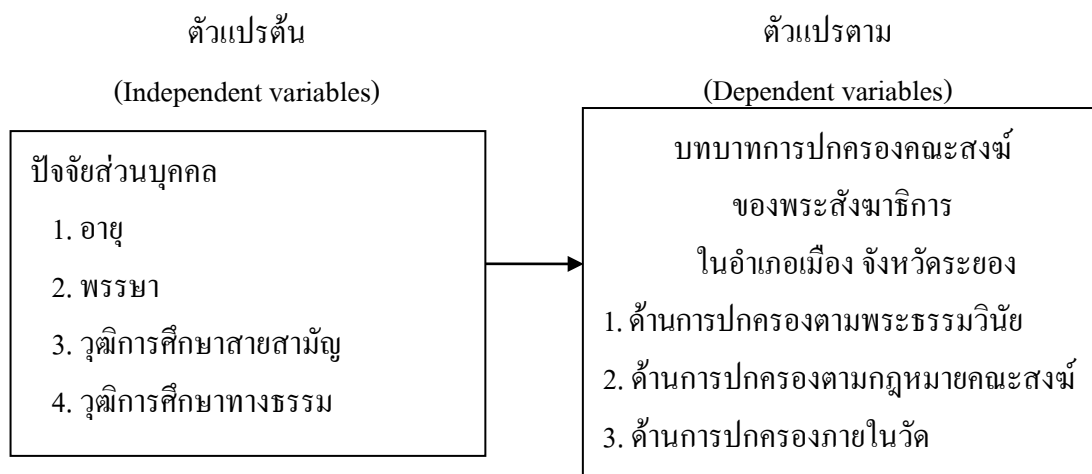 ตัวแปรต้น
(Independent variables)
ปัจจัยส่วนบุคคล
1. อายุ
2. พรรษา
3. วุฒิการศึกษาสายสามัญ
4. วุฒิการศึกษาทางธรรม
ตัวแปรตาม
(Dependent variables)
บทบาทการปกครองคณะสงฆ์
ของพระสังฆาธิการ
ในอำเภอเมือง จังหวัดระยอง
1. ด้านการปกครองตามพระธรรมวินัย
2. ด้านการปกครองตามกฎหมายคณะสงฆ์
3. ด้านการปกครองภายในวัด